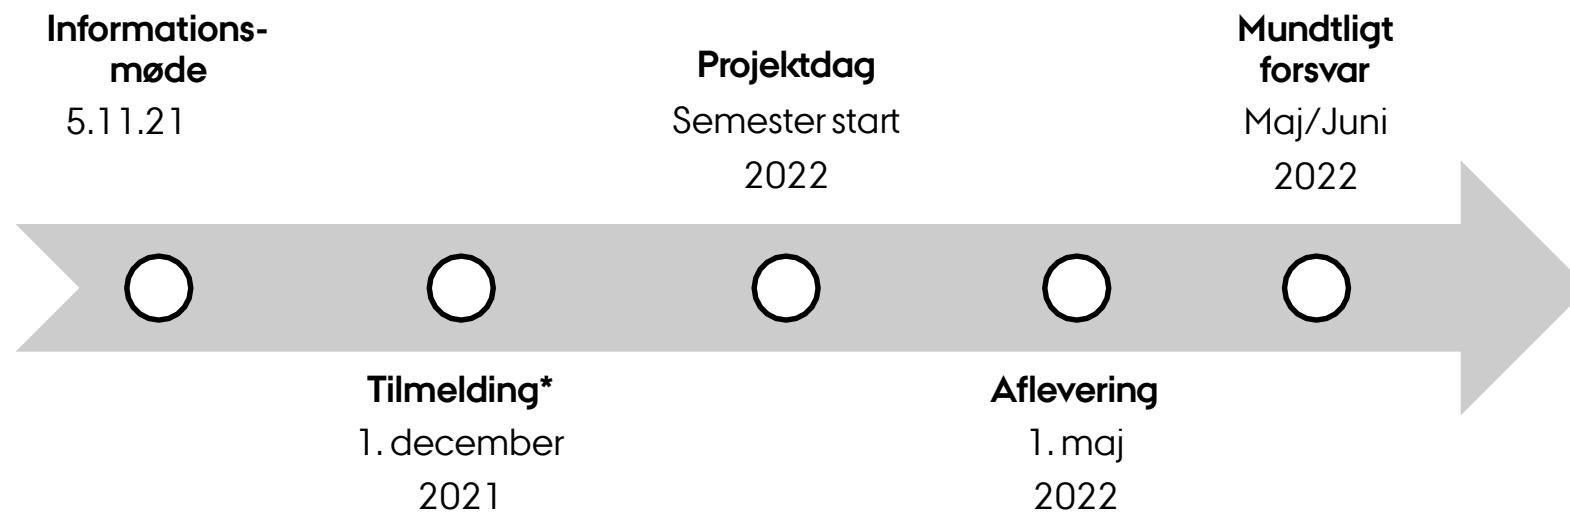 Informations-
møde
5.11.21
Tilmelding*
1. december
2021
Projektdag
Semester start
2022
Aflevering
1. maj
2022
Mundtligt
forsvar
Maj/Juni
2022